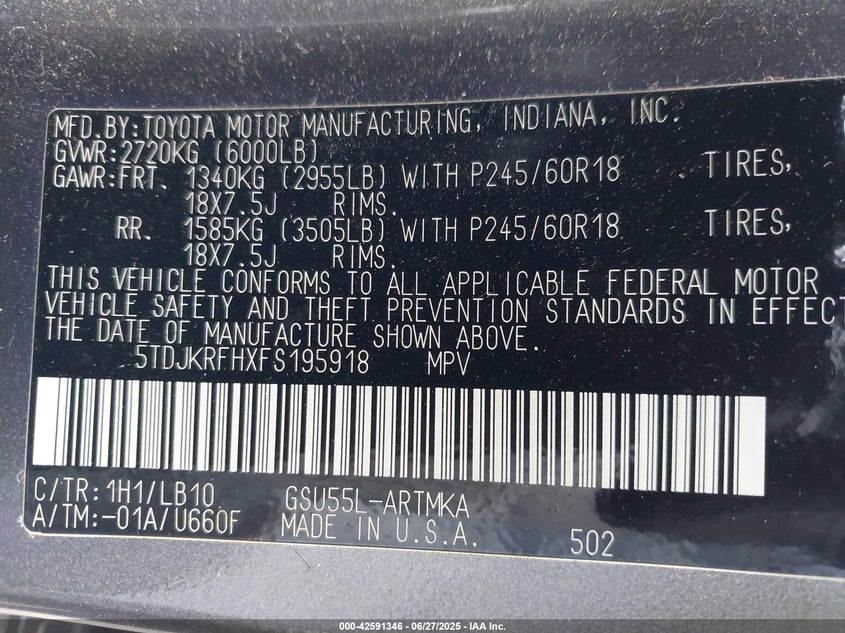 MFD.BY:TOYOTA MOTOR MANUFACTURING, INDIANA, INC.
GVWR:2720KG (6000LB)
GAWR:FRT. 1340KG (2955LB) WITH P245/60R18 TIRES,
18X7.5J RIMS.
RR. 1585KG (3505LB) WITH P245/60R18 TIRES,
18X7.5J RIMS.
THIS VEHICLE CONFORMS TO ALL APPLICABLE FEDERAL MOTOR
VEHICLE SAFETY AND THEFT PREVENTION STANDARDS IN EFFECT
THE DATE OF MANUFACTURE SHOWN ABOVE.
5TDJKRFHXFS195918 MPV
C/TR:1H1/LB10 GSU55L-ARTMKA
A/TM:-01A/U660F MADE IN U.S.A. 502
000-42591346 - 06/27/2025 - IAA Inc.